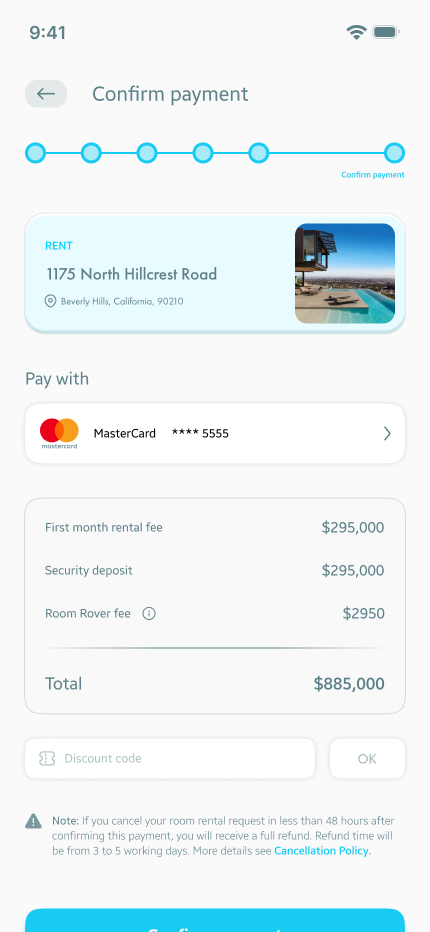 9:41
Confirm payment
Confirm payment
RENT
1175 North Hillcrest Road
Beverly Hills, California, 90210
Pay with
mastercard
MasterCard **** 5555
First month rental fee $295,000
Security deposit $295,000
Room Rover fee $2950
Total $885,000
Discount code OK
Note: If you cancel your room rental request in less than 48 hours after
confirming this payment, you will receive a full refund. Refund time will
be from 3 to 5 working days. More details see Cancellation Policy.